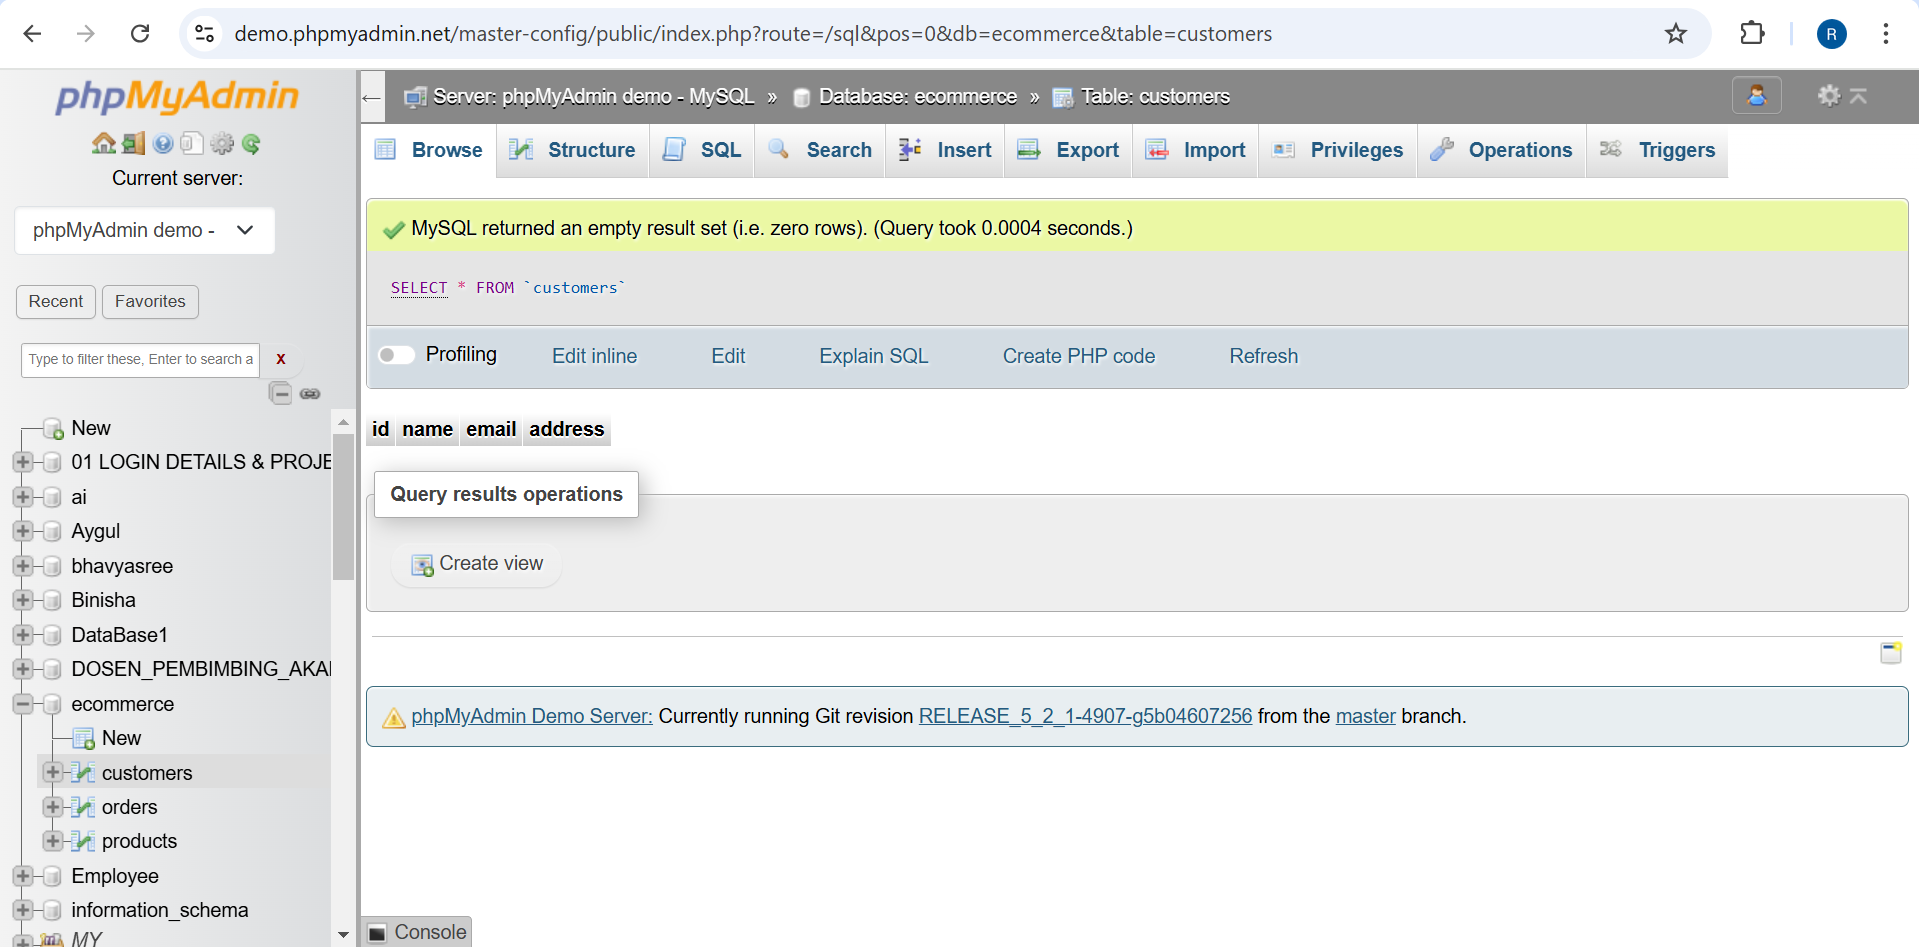 demo.phpmyadmin.net/master-config/public/index.php?route=/sql&pos=0&db=ecommerce&table=customers
R
phpMyAdmin
Current server:
phpMyAdmin demo -
Recent Favorites
Type to filter these, Enter to search a X
New
01 LOGIN DETAILS & PROJE
ai
Aygul
bhavyasree
Binisha
DataBase1
DOSEN_PEMBIMBING_AKA
ecommerce
New
customers
orders
products
Employee
information_schema
MY
← Server: phpMyAdmin demo - MySQL » Database: ecommerce » Table: customers
Browse Structure SQL Search Insert Export Import Privileges Operations Triggers
MySQL returned an empty result set (i.e. zero rows). (Query took 0.0004 seconds.)
SELECT * FROM `customers`
Profiling Edit inline Edit Explain SQL Create PHP code Refresh
id name email address
Query results operations
Create view
phpMyAdmin Demo Server: Currently running Git revision RELEASE_5_2_1-4907-g5b04607256 from the master branch.
Console